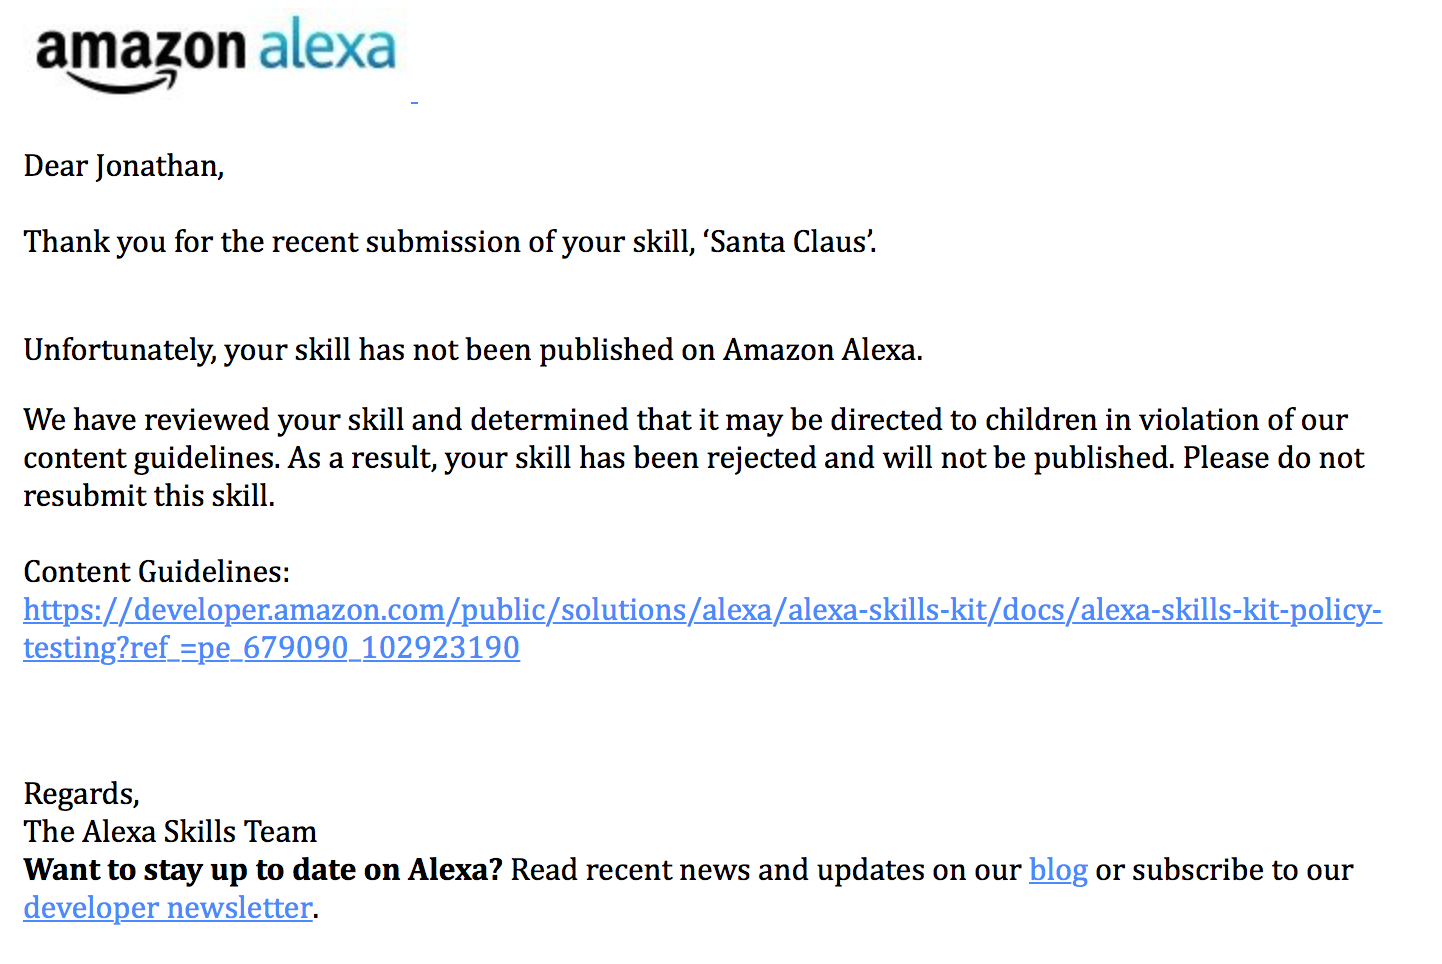 amazon alexa
Dear Jonathan,
Thank you for the recent submission of your skill, ‘Santa Claus’.
Unfortunately, your skill has not been published on Amazon Alexa.
We have reviewed your skill and determined that it may be directed to children in violation of our
content guidelines. As a result, your skill has been rejected and will not be published. Please do not
resubmit this skill.
Content Guidelines:
https://developer.amazon.com/public/solutions/alexa/alexa-skills-kit/docs/alexa-skills-kit-policy-
testing?ref_=pe_679090_102923190
Regards,
The Alexa Skills Team
Want to stay up to date on Alexa? Read recent news and updates on our blog or subscribe to our
developer newsletter.